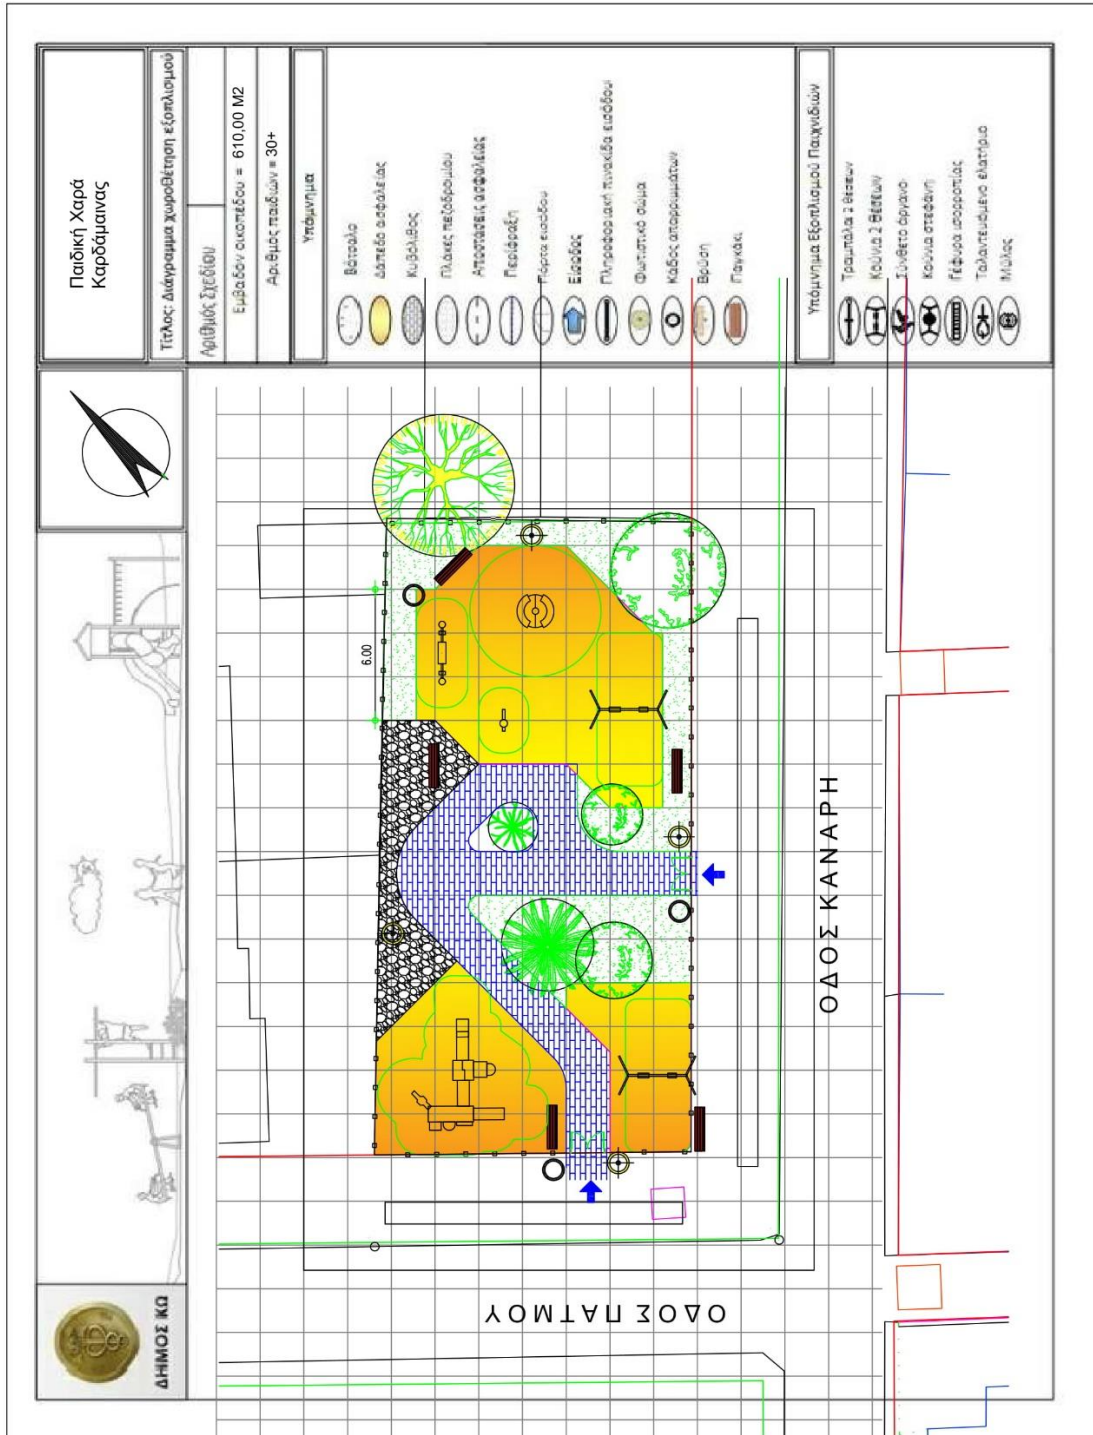 Παιδική Χαρά
Καρδάμαινας
Τίτλος: Διάγραμμα χωροθέτηση εξοπλισμού
Αριθμός Σχεδίου
Εμβαδόν οικοπέδου = 610,00 M2
Αριθμός παιδιών = 30+
Υπόμνημα
Βότσαλο
Δάπεδο ασφαλείας
Κυβόλιθος
Πλάκες πεζοδρομίου
Αποστάσεις ασφαλείας
Περίφραξη
Πόρτα εισόδου
Είσοδος
Πληροφοριακή πινακίδα εισόδου
Φωτιστικό σώμα
Κάδος απορριμμάτων
Βρύση
Παγκάκι
Υπόμνημα Εξοπλισμού Παιχνιδιών
Τραμπάλα 2 θέσεων
Κούνια 2 θέσεων
Σύνθετο όργανο
Κούνια στεφάνη
Γέφυρα ισορροπίας
Ταλαντευόμενο ελατήριο
Μύλος
6.00
ΟΔΟΣ ΚΑΝΑΡΗ
ΟΔΟΣ ΠΑΤΜΟΥ
ΔΗΜΟΣ ΚΩ